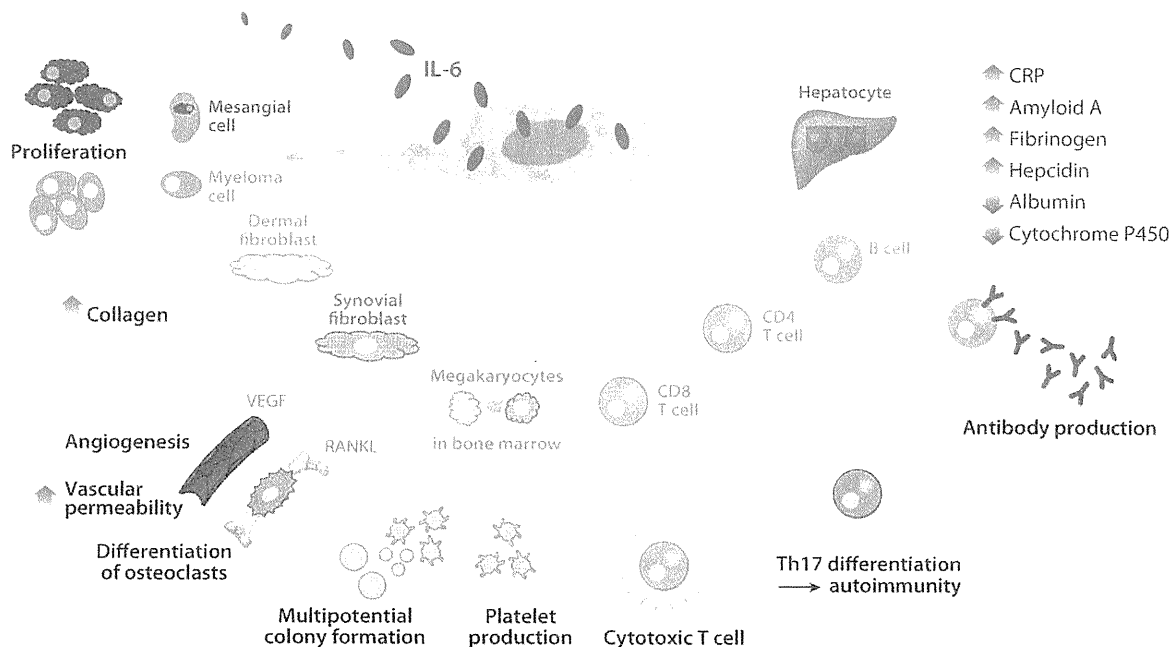 IL-6
Proliferation
Mesangial
cell
Myeloma
cell
Dermal
fibroblast
Collagen
Synovial
fibroblast
VEGF
Angiogenesis
RANKL
Vascular
permeability
Differentiation
of osteoclasts
Megakaryocytes
in bone marrow
Multipotential
colony formation
Platelet
production
CD8
T cell
Cytotoxic T cell
CD4
T cell
Th17 differentiation
→ autoimmunity
B cell
Antibody production
Hepatocyte
CRP
Amyloid A
Fibrinogen
Hepcidin
Albumin
Cytochrome P450